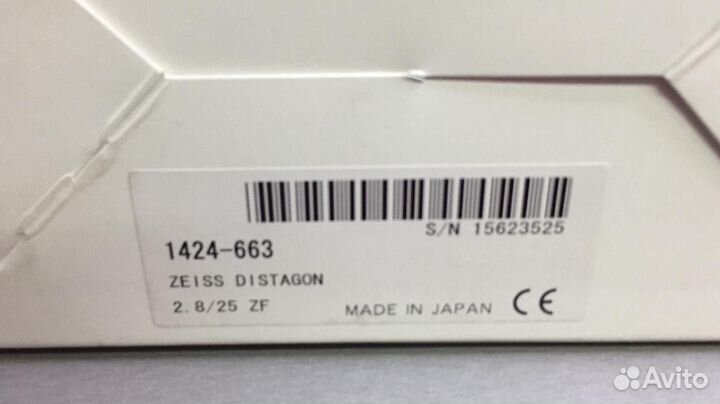 S/N 15623525
1424-663
ZEISS DISTAGON
2.8/25 ZF
MADE IN JAPAN CE
Avito